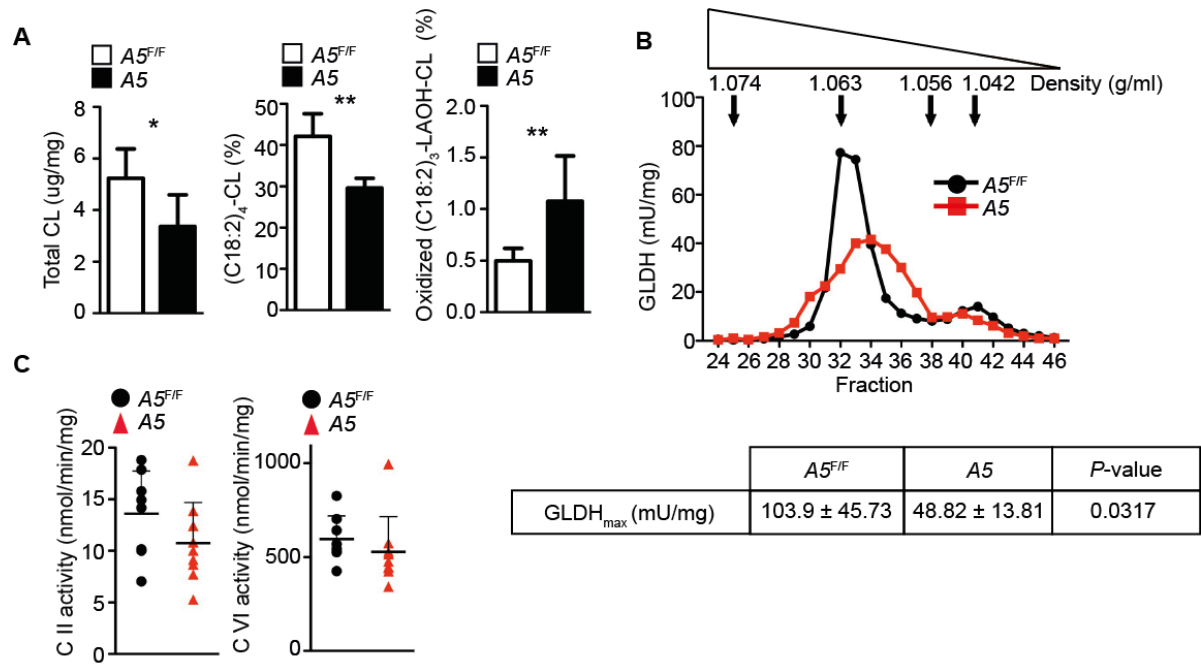 A
A5F/F
A5
Total CL (ug/mg)
8
6
4
2
0
*
A5F/F
A5
(C18:2)4-CL (%)
50
40
30
20
10
0
**
A5F/F
A5
Oxidized (C18:2)3-LAOH-CL (%)
2.0
1.5
1.0
0.5
0.0
**
B
1.074 1.063 1.056 1.042 Density (g/ml)
GLDH (mU/mg)
100
80
60
40
20
0
A5F/F
A5
24 26 28 30 32 34 36 38 40 42 44 46
Fraction
C
A5F/F
A5
C II activity (nmol/min/mg)
20
15
10
5
0
A5F/F
A5
C VI activity (nmol/min/mg)
1000
500
0
A5F/F A5 P-value
GLDHmax (mU/mg) 103.9 ± 45.73 48.82 ± 13.81 0.0317